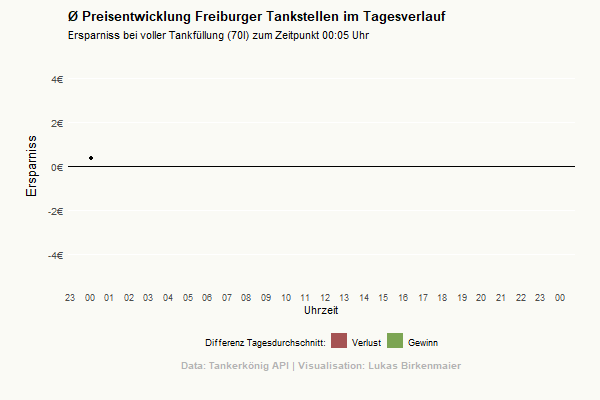 Ø Preisentwicklung Freiburger Tankstellen im Tagesverlauf
Ersparniss bei voller Tankfüllung (70l) zum Zeitpunkt 00:05 Uhr
4€
2€
0€
-2€
-4€
Ersparniss
23 00 01 02 03 04 05 06 07 08 09 10 11 12 13 14 15 16 17 18 19 20 21 22 23 00
Uhrzeit
Differenz Tagesdurchschnitt: Verlust Gewinn
Data: Tankerkönig API | Visualisation: Lukas Birkenmaier